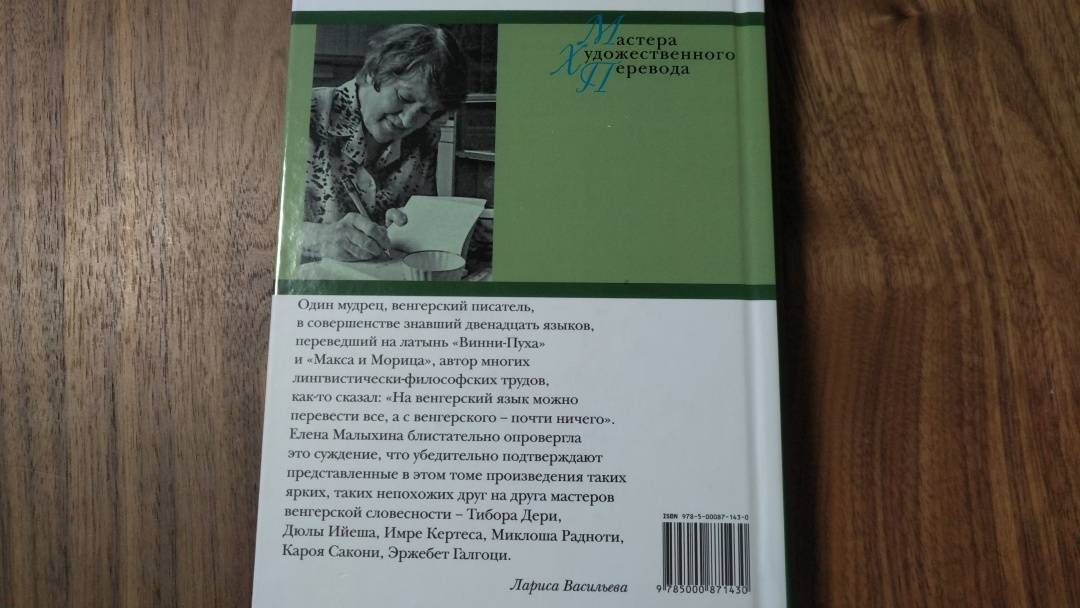 Мастера
Художественного
Перевода
Один мудрец, венгерский писатель,
в совершенстве знавший двенадцать языков,
переведший на латынь «Винни-Пуха»
и «Макса и Морица», автор многих
лингвистически-философских трудов,
как-то сказал: «На венгерский язык можно
перевести все, а с венгерского – почти ничего».
Елена Малыхина блистательно опровергла
это суждение, что убедительно подтверждают
представленные в этом томе произведения таких
ярких, таких непохожих друг на друга мастеров
венгерской словесности – Тибора Дери,
Дюлы Ийеша, Имре Кертеса, Миклоша Радноти,
Кароя Сакони, Эржебет Галгоци.
Лариса Васильева
ISBN 978-5-00087-143-0
9 785000 871430